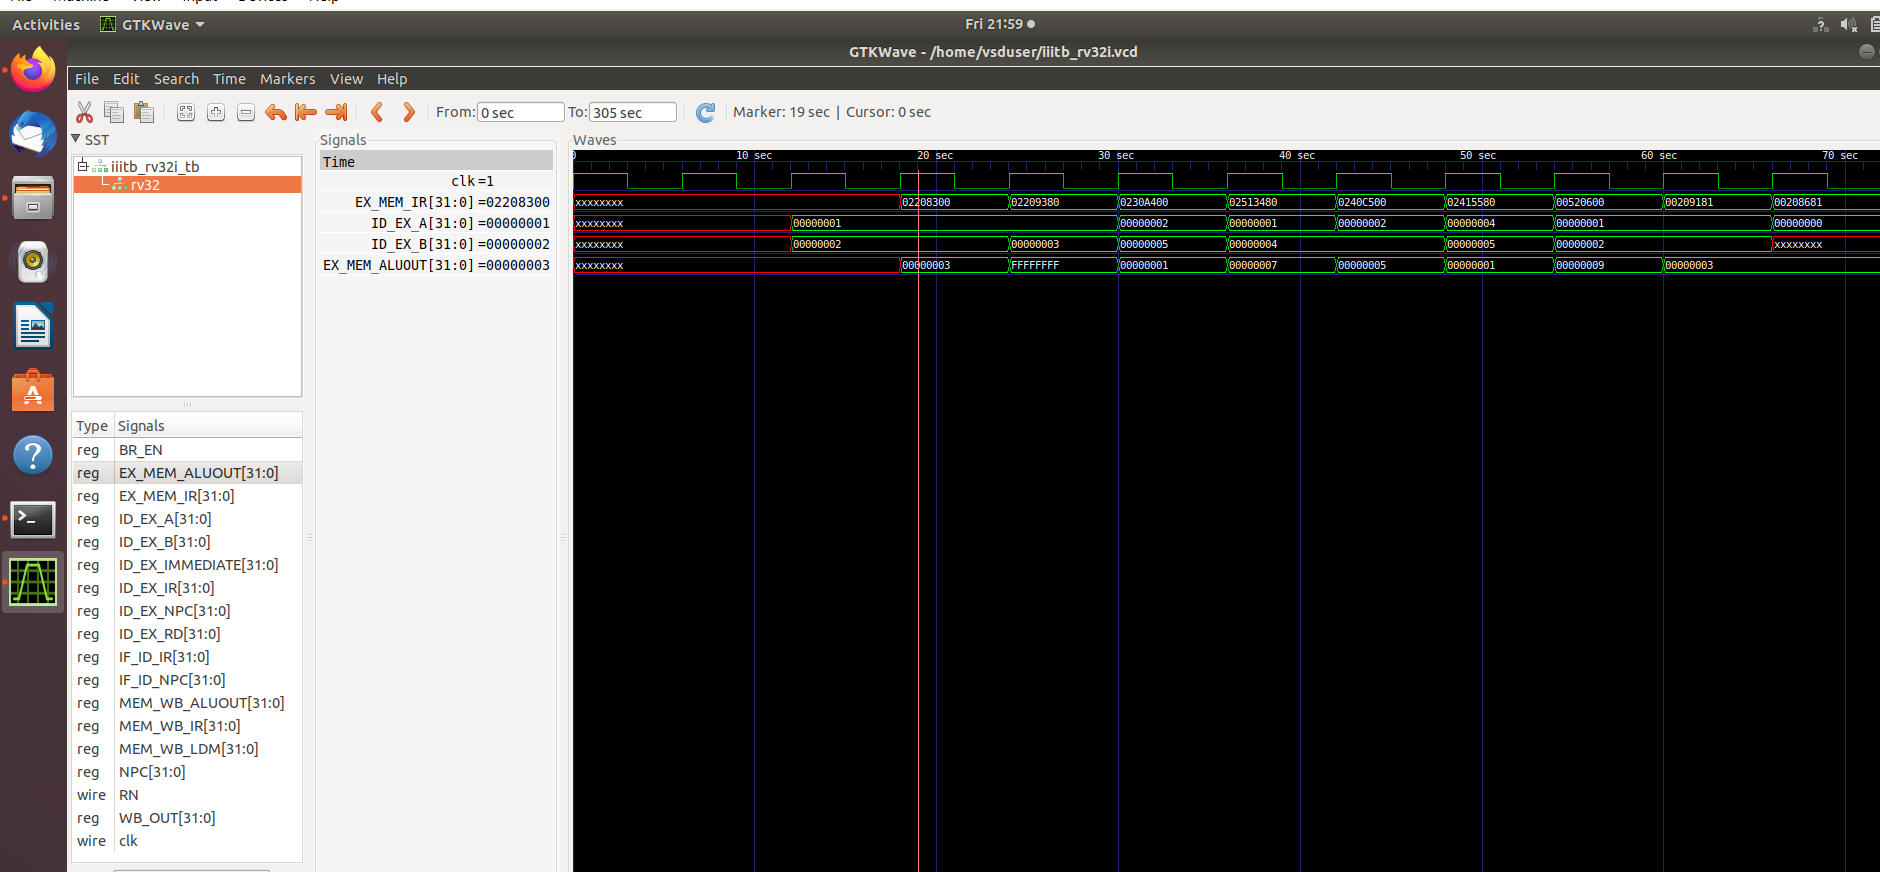 Activities GTKWave Fri 21:59
GTKWave - /home/vsduser/iiitb_rv32i.vcd
File Edit Search Time Markers View Help
From: 0 sec To: 305 sec Marker: 19 sec | Cursor: 0 sec
SST
iiitb_rv32i_tb
rv32
Type Signals
reg BR_EN
reg EX_MEM_ALUOUT[31:0]
reg EX_MEM_IR[31:0]
reg ID_EX_A[31:0]
reg ID_EX_B[31:0]
reg ID_EX_IMMEDIATE[31:0]
reg ID_EX_IR[31:0]
reg ID_EX_NPC[31:0]
reg ID_EX_RD[31:0]
reg IF_ID_IR[31:0]
reg IF_ID_NPC[31:0]
reg MEM_WB_ALUOUT[31:0]
reg MEM_WB_IR[31:0]
reg MEM_WB_LDM[31:0]
reg NPC[31:0]
wire RN
reg WB_OUT[31:0]
wire clk
Signals
Time
clk =1
EX_MEM_IR[31:0] =02208300
ID_EX_A[31:0] =00000001
ID_EX_B[31:0] =00000002
EX_MEM_ALUOUT[31:0] =00000003
Waves
0 10 sec 20 sec 30 sec 40 sec 50 sec 60 sec 70 sec
xxxxxxxx 02208300 02209380 0230A400 02513480 0240C500 02415580 00520600 00209181 00208681
xxxxxxxx 00000001 00000002 00000001 00000002 00000004 00000001 00000000
xxxxxxxx 00000002 00000003 00000005 00000004 00000005 00000002 xxxxxxxx
xxxxxxxx 00000003 FFFFFFFF 00000001 00000007 00000005 00000001 00000009 00000003